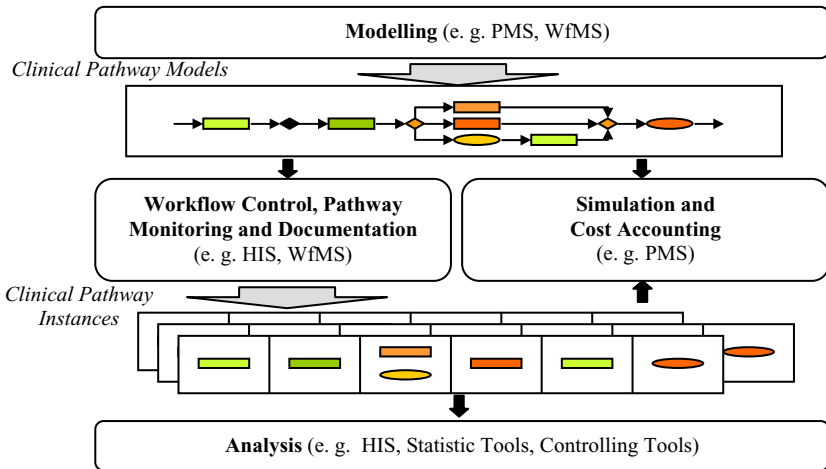 Modelling (e. g. PMS, WfMS)
Clinical Pathway Models
Workflow Control, Pathway
Monitoring and Documentation
(e. g. HIS, WfMS)
Simulation and
Cost Accounting
(e. g. PMS)
Clinical Pathway
Instances
Analysis (e. g.  HIS, Statistic Tools, Controlling Tools)